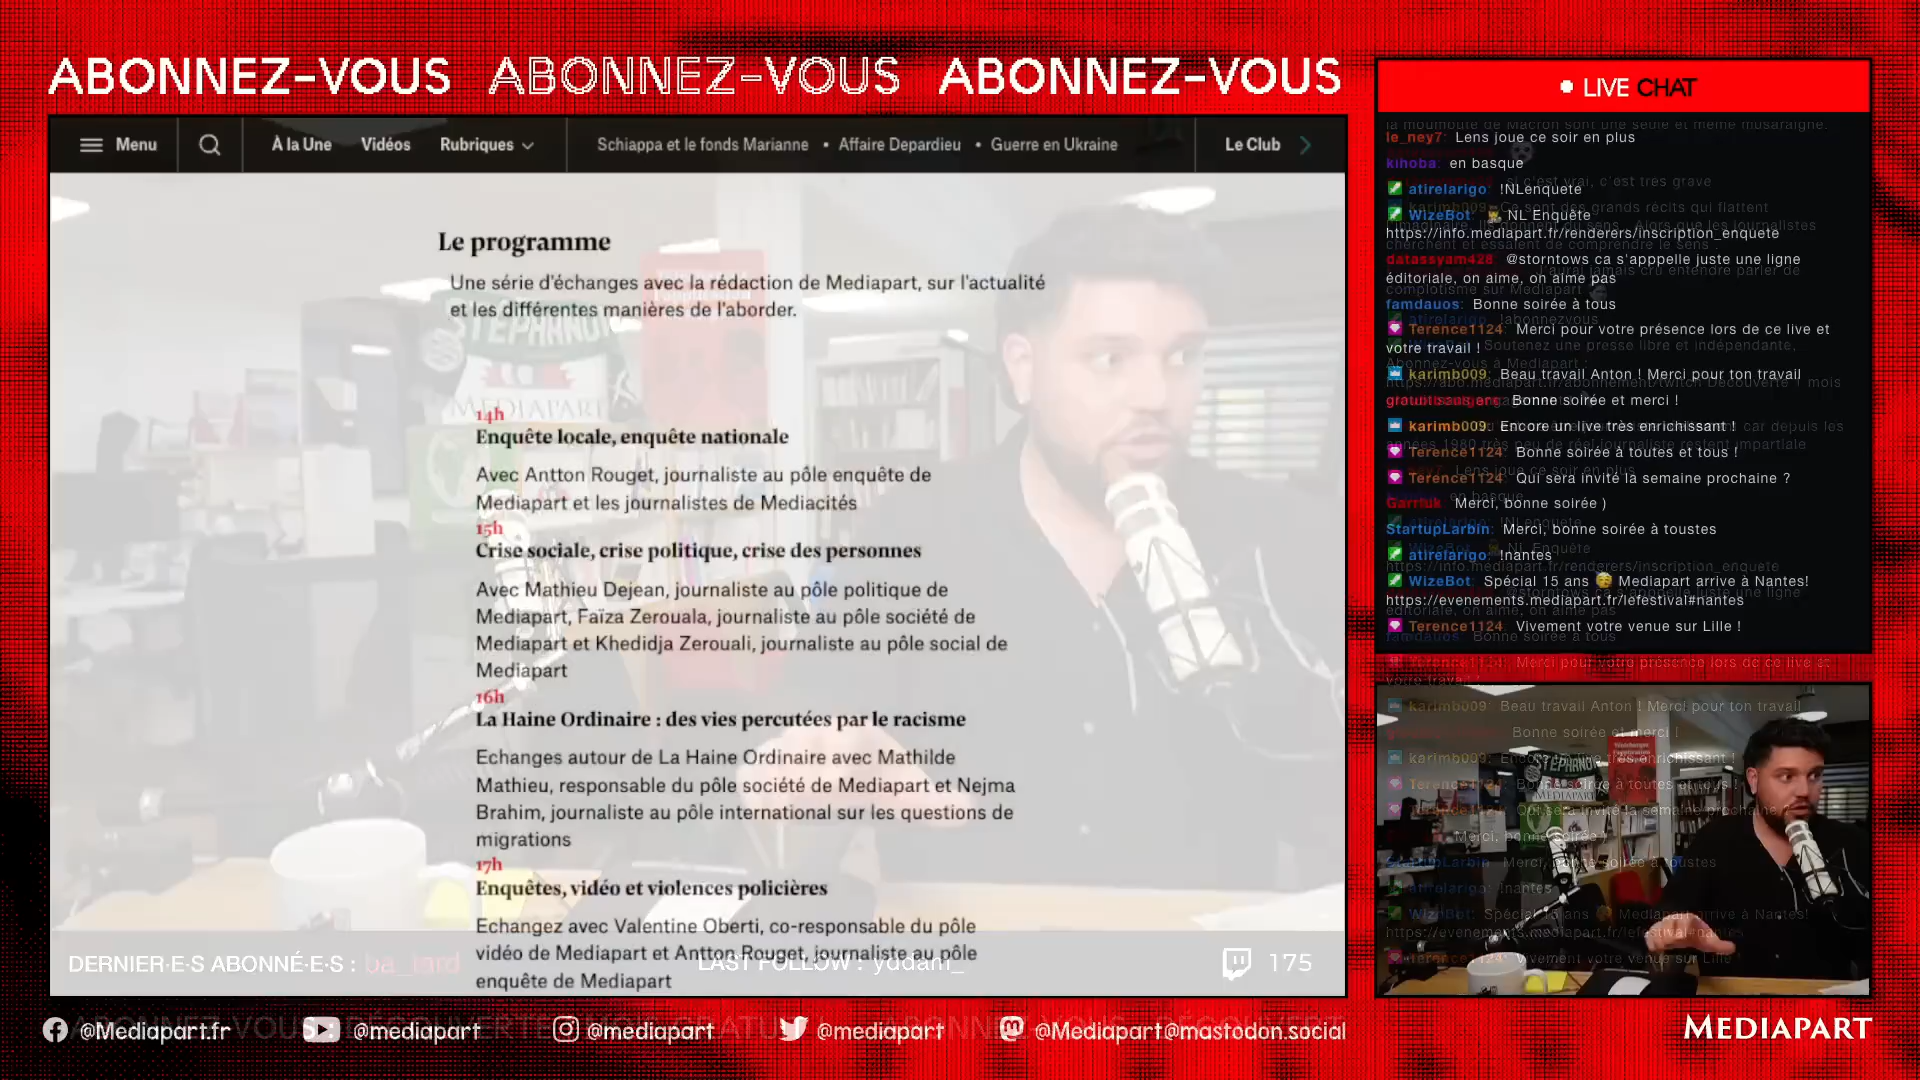 ABONNEZ-VOUS ABONNEZ-VOUS ABONNEZ-VOUS
Menu
À la Une Vidéos Rubriques
Schiappa et le fonds Marianne • Affaire Depardieu • Guerre en Ukraine
Le Club
Le programme
Une série d'échanges avec la rédaction de Mediapart, sur l'actualité
et les différentes manières de l'aborder.
14h
Enquête locale, enquête nationale
Avec Antton Rouget, journaliste au pôle enquête de
Mediapart et les journalistes de Mediacités
15h
Crise sociale, crise politique, crise des personnes
Avec Mathieu Dejean, journaliste au pôle politique de
Mediapart, Faïza Zerouala, journaliste au pôle société de
Mediapart et Khedidja Zerouali, journaliste au pôle social de
Mediapart
16h
La Haine Ordinaire : des vies percutées par le racisme
Echanges autour de La Haine Ordinaire avec Mathilde
Mathieu, responsable du pôle société de Mediapart et Nejma
Brahim, journaliste au pôle international sur les questions de
migrations
17h
Enquêtes, vidéo et violences policières
Echangez avec Valentine Oberti, co-responsable du pôle
vidéo de Mediapart et Antton Rouget, journaliste au pôle
enquête de Mediapart
DERNIER·E·S ABONNÉ·E·S :
LAST FOLLOW : yddam_
175
LIVE CHAT
le_ney7: Lens joue ce soir en plus
kihoba: en basque
atirelarigo: !NLenquete
WizeBot: NL Enquête
https://info.mediapart.fr/renderers/inscription_enquete
datassyam428: @storntows ca s'apppelle juste une ligne
éditoriale, on aime, on aime pas
famdauos: Bonne soirée à tous
Terence1124: Merci pour votre présence lors de ce live et
votre travail !
karimb009: Beau travail Anton ! Merci pour ton travail
Bonne soirée et merci !
karimb009: Encore un live très enrichissant !
Terence1124: Bonne soirée à toutes et tous !
Terence1124: Qui sera invité la semaine prochaine ?
Garrluk: Merci, bonne soirée )
StartupLarbin: Merci, bonne soirée à toustes
atirelarigo: !nantes
WizeBot: Spécial 15 ans 🥳 Mediapart arrive à Nantes!
https://evenements.mediapart.fr/lefestival#nantes
Terence1124: Vivement votre venue sur Lille !
STÉPHANOIS
MEDIAPART
@Mediapart.fr @mediapart @mediapart @mediapart @Mediapart@mastodon.social
MEDIAPART